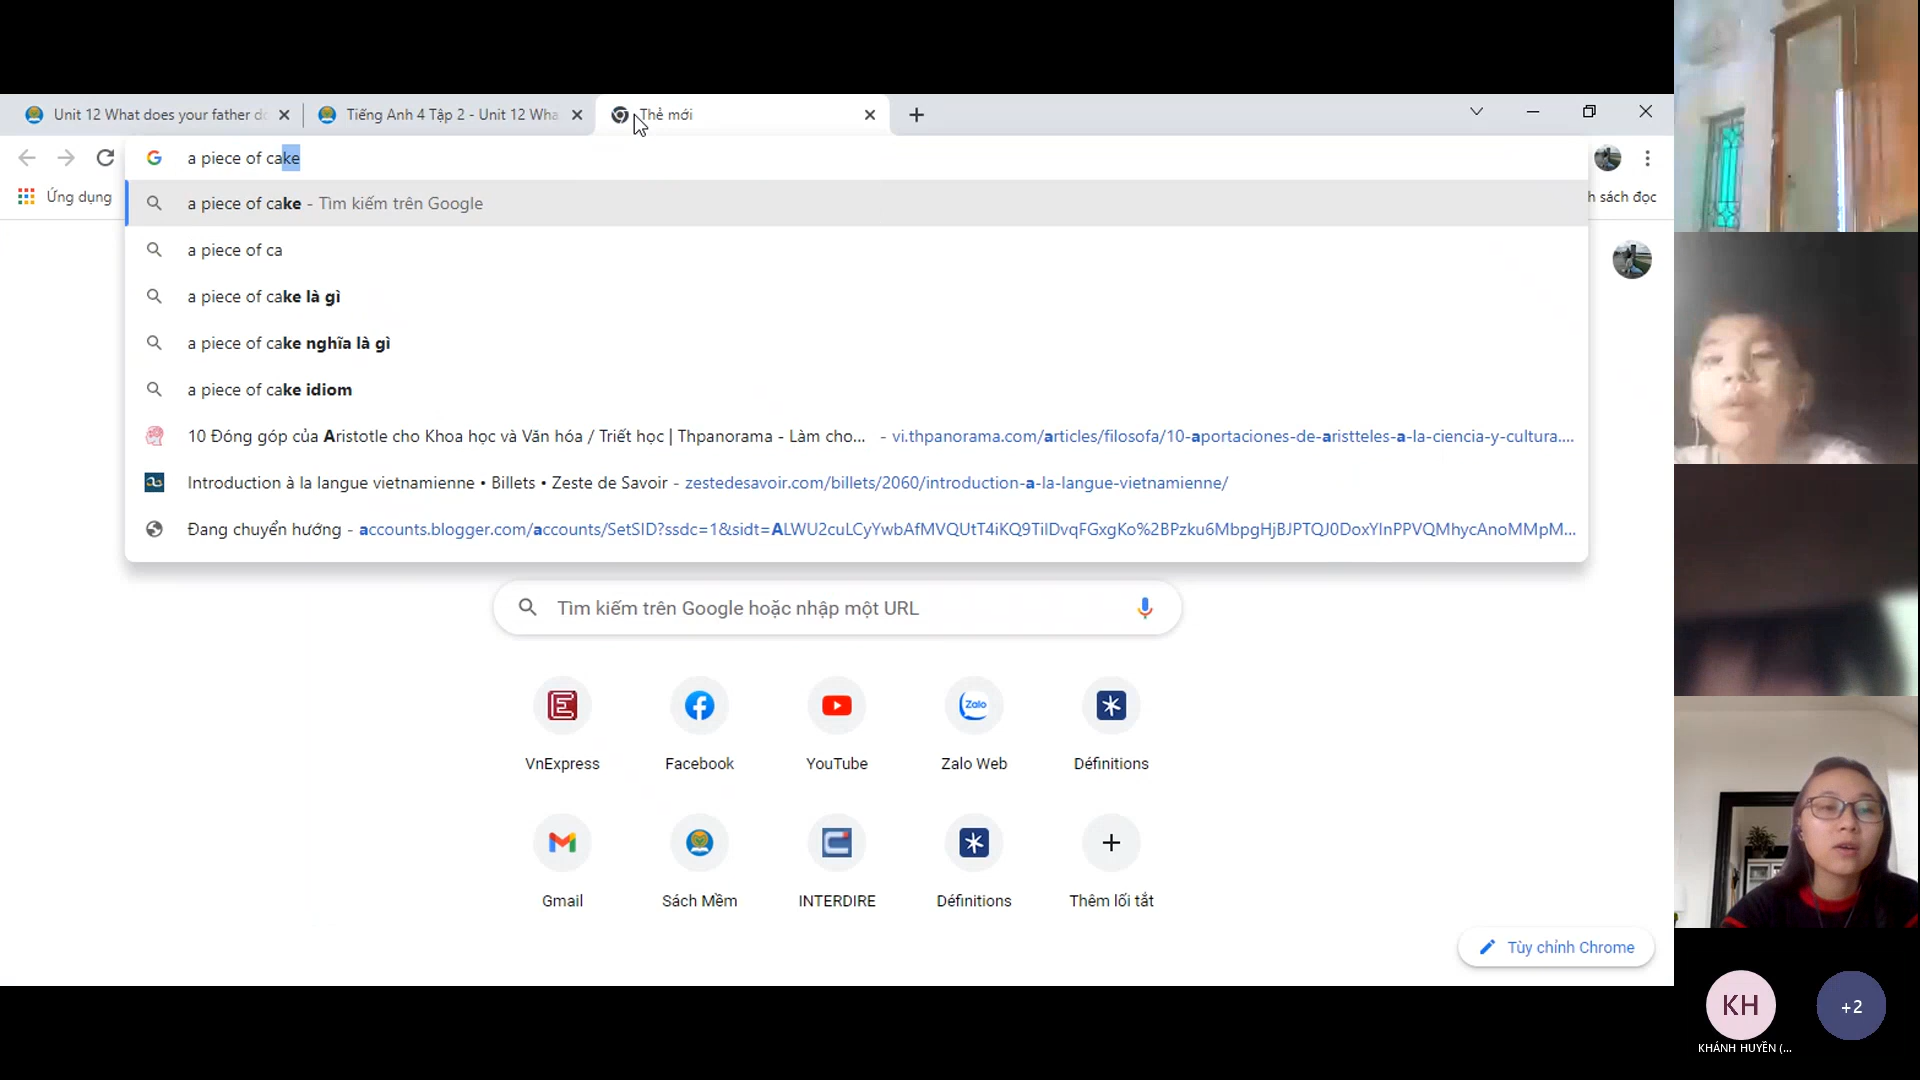 Unit 12 What does your father do
Tiếng Anh 4 Tập 2 - Unit 12 Wha
Thẻ mới
a piece of cake
Ứng dụng
h sách đọc
a piece of cake - Tìm kiếm trên Google
a piece of ca
a piece of cake là gì
a piece of cake nghĩa là gì
a piece of cake idiom
10 Đóng góp của Aristotle cho Khoa học và Văn hóa / Triết học | Thpanorama - Làm cho... - vi.thpanorama.com/articles/filosofa/10-aportaciones-de-aristteles-a-la-ciencia-y-cultura....
Introduction à la langue vietnamienne • Billets • Zeste de Savoir - zestedesavoir.com/billets/2060/introduction-a-la-langue-vietnamienne/
Đang chuyển hướng - accounts.blogger.com/accounts/SetSID?ssdc=1&sidt=ALWU2cuLCyYwbAfMVQUtT4iKQ9TilDvqFGxgKo%2BPzku6MbpgHjBJPTQJ0DoxYlnPPVQMhycAnoMMpM...
Tìm kiếm trên Google hoặc nhập một URL
Zalo
VnExpress
Facebook
YouTube
Zalo Web
Définitions
Gmail
Sách Mềm
INTERDIRE
Définitions
Thêm lối tắt
Tùy chỉnh Chrome
KH
+2
KHÁNH HUYỀN (...